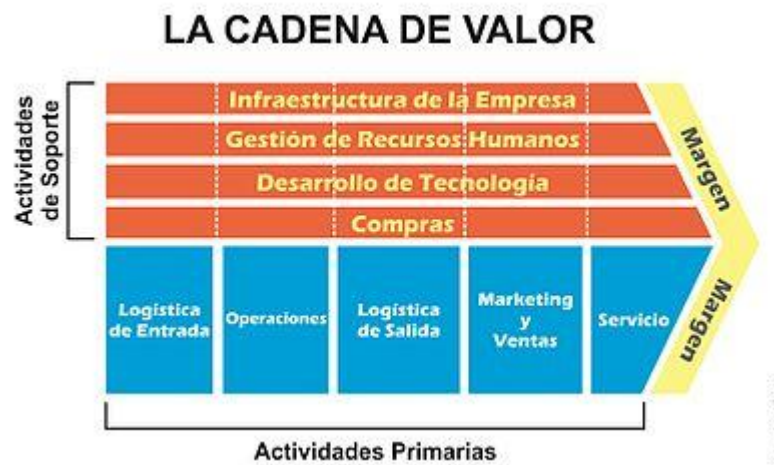 LA CADENA DE VALOR
Actividades
de Soporte
Infraestructura de la Empresa
Gestión de Recursos Humanos
Desarrollo de Tecnología
Compras
Margen
Logística
de Entrada
Operaciones
Logística
de Salida
Marketing
y
Ventas
Servicio
Margen
Actividades Primarias